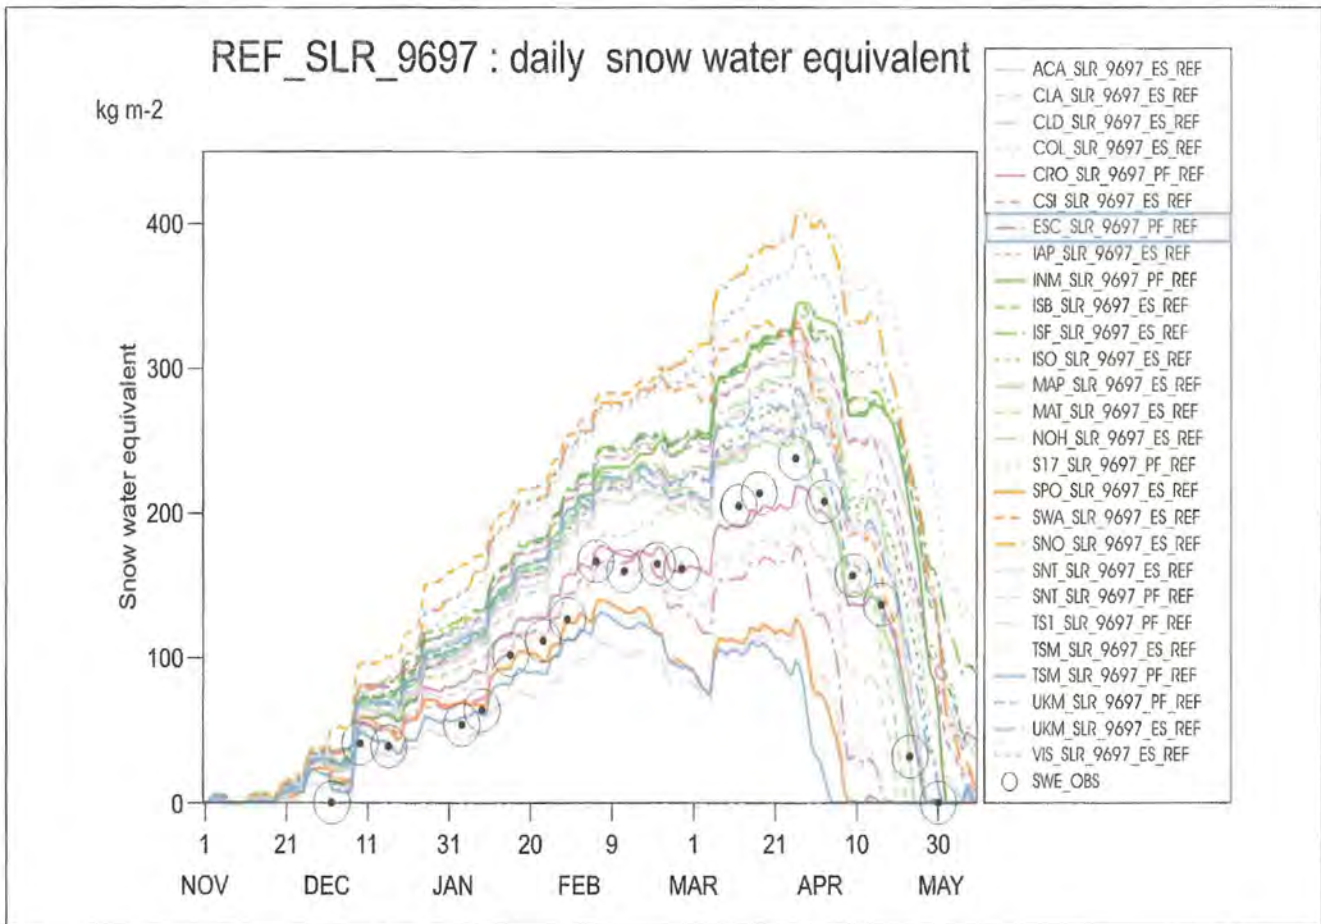 REF_SLR_9697 : daily snow water equivalent
kg m-2
Snow water equivalent
400
300
200
100
0
1 21 11 31 20 9 1 21 10 30
NOV DEC JAN FEB MAR APR MAY
ACA_SLR_9697_ES_REF
CLA_SLR_9697_ES_REF
CLD_SLR_9697_ES_REF
COL_SLR_9697_ES_REF
CRO_SLR_9697_PF_REF
CSI_SLR_9697_ES_REF
ESC_SLR_9697_PF_REF
IAP_SLR_9697_ES_REF
INM_SLR_9697_PF_REF
ISB_SLR_9697_ES_REF
ISF_SLR_9697_ES_REF
ISO_SLR_9697_ES_REF
MAP_SLR_9697_ES_REF
MAT_SLR_9697_ES_REF
NOH_SLR_9697_ES_REF
S17_SLR_9697_PF_REF
SPO_SLR_9697_ES_REF
SWA_SLR_9697_ES_REF
SNO_SLR_9697_ES_REF
SNT_SLR_9697_ES_REF
SNT_SLR_9697_PF_REF
TS1_SLR_9697_PF_REF
TSM_SLR_9697_ES_REF
TSM_SLR_9697_PF_REF
UKM_SLR_9697_PF_REF
UKM_SLR_9697_ES_REF
VIS_SLR_9697_ES_REF
SWE_OBS